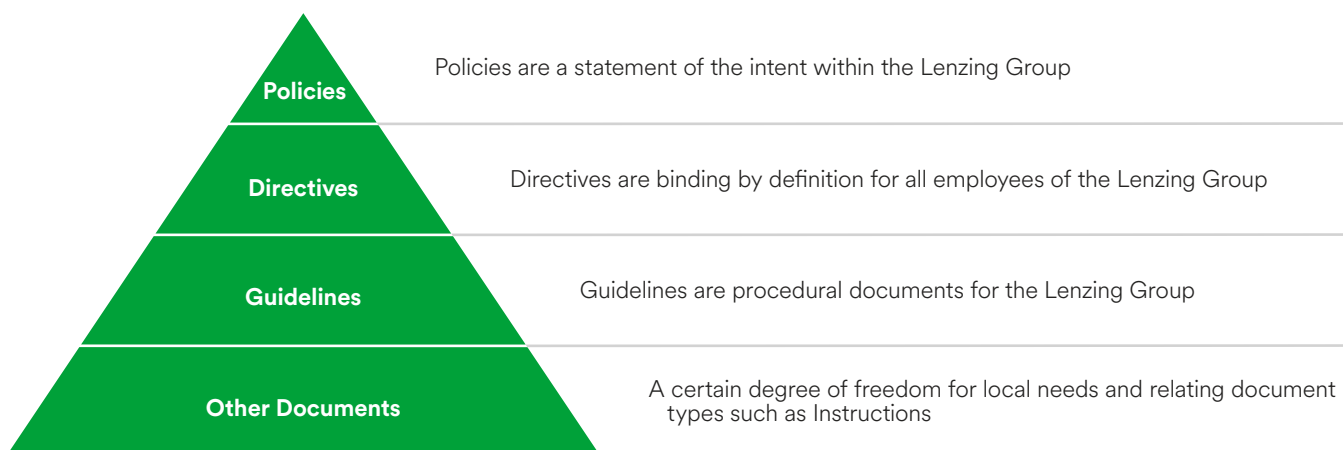 Policies
Policies are a statement of the intent within the Lenzing Group
Directives
Directives are binding by definition for all employees of the Lenzing Group
Guidelines
Guidelines are procedural documents for the Lenzing Group
Other Documents
A certain degree of freedom for local needs and relating document
types such as Instructions